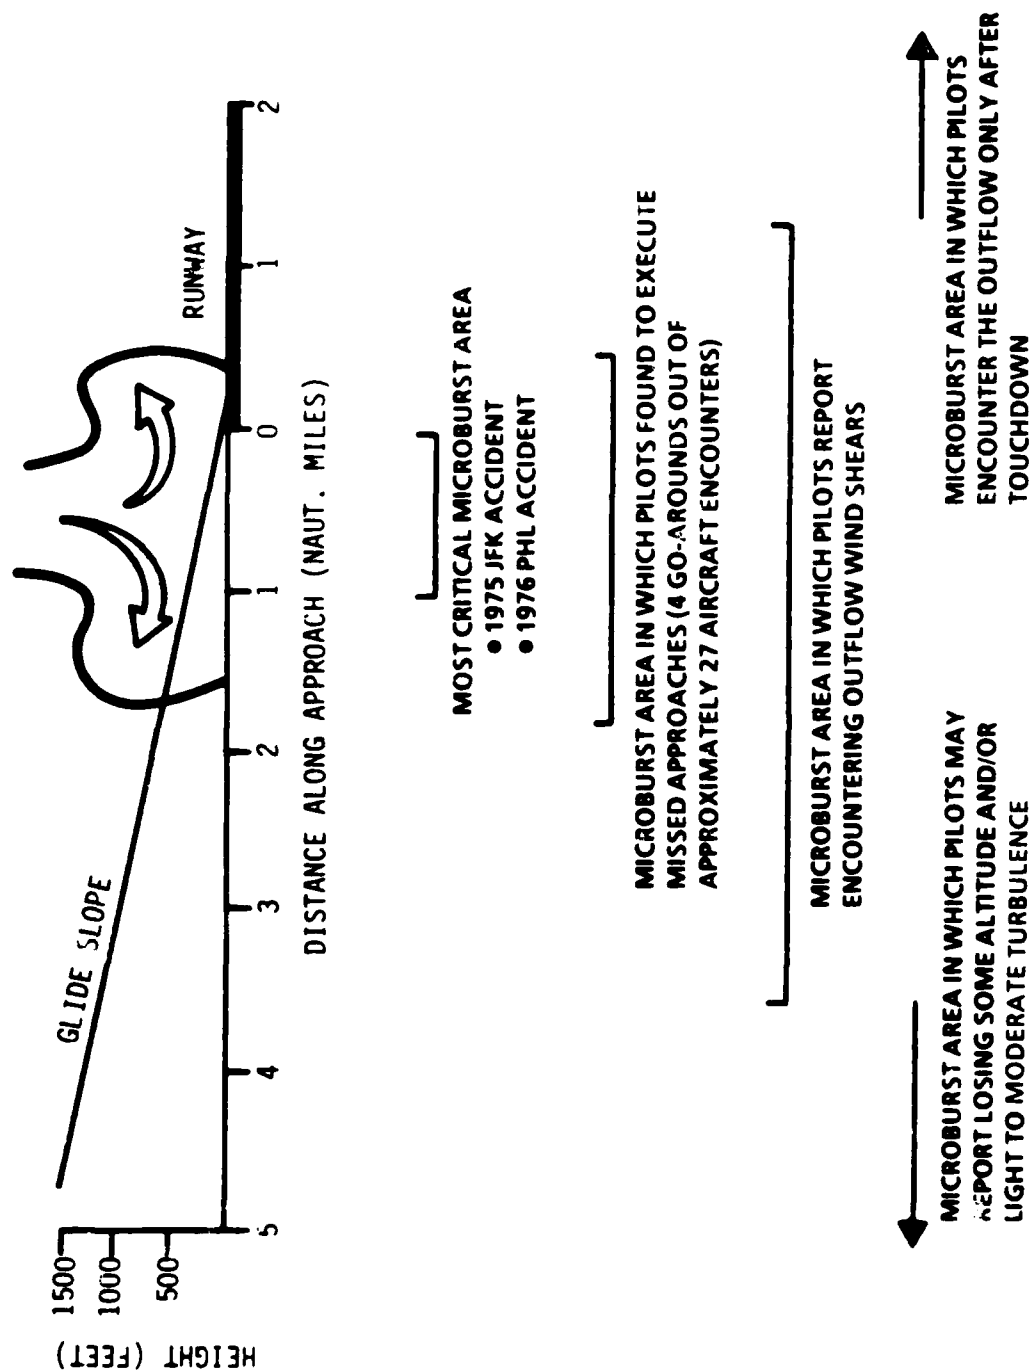 HEIGHT (FEET)
1500
1000
500
GLIDE SLOPE
RUNWAY
5 4 3 2 1 0 1 2
DISTANCE ALONG APPROACH (NAUT. MILES)
MOST CRITICAL MICROBURST AREA
● 1975 JFK ACCIDENT
● 1976 PHL ACCIDENT
MICROBURST AREA IN WHICH PILOTS FOUND TO EXECUTE
MISSED APPROACHES (4 GO-AROUNDS OUT OF
APPROXIMATELY 27 AIRCRAFT ENCOUNTERS)
MICROBURST AREA IN WHICH PILOTS REPORT
ENCOUNTERING OUTFLOW WIND SHEARS
MICROBURST AREA IN WHICH PILOTS MAY
REPORT LOSING SOME ALTITUDE AND/OR
LIGHT TO MODERATE TURBULENCE
MICROBURST AREA IN WHICH PILOTS
ENCOUNTER THE OUTFLOW ONLY AFTER
TOUCHDOWN